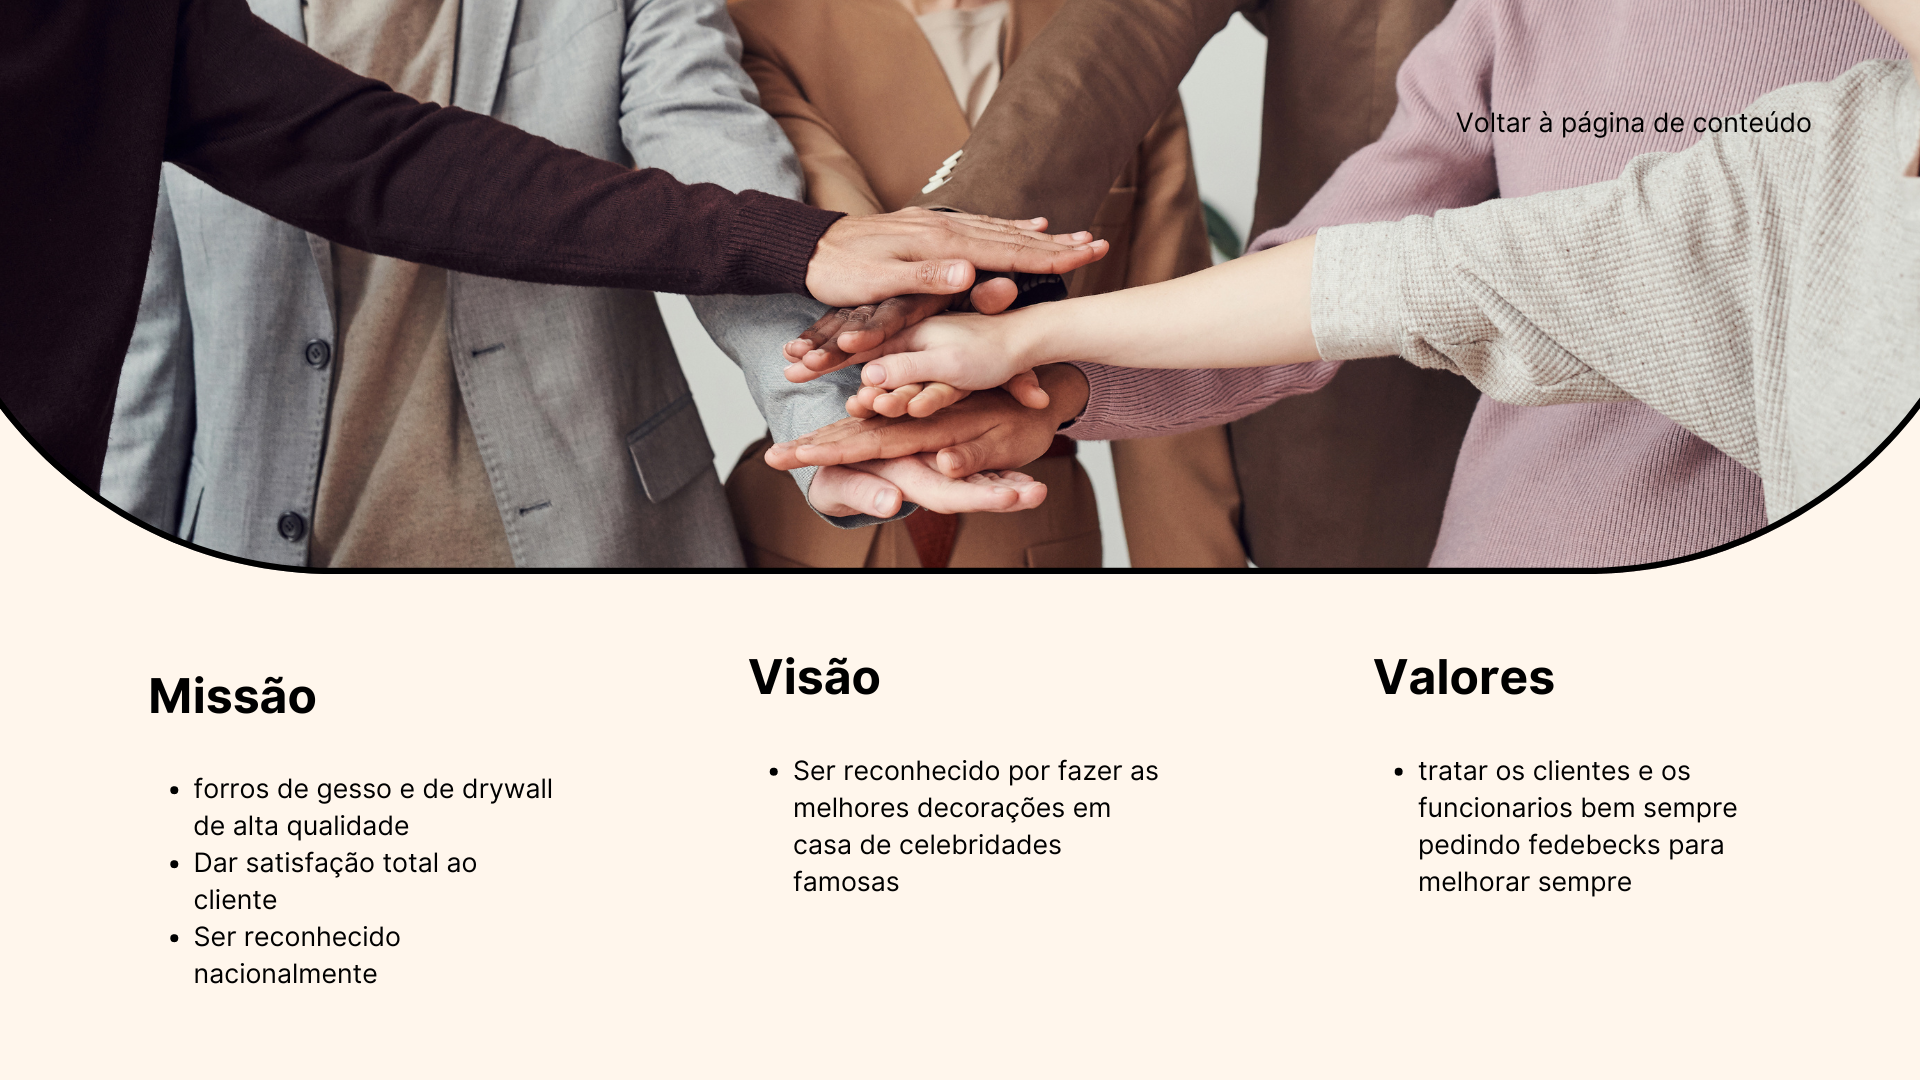 Voltar à página de conteúdo
Missão
forros de gesso e de drywall
de alta qualidade
Dar satisfação total ao
cliente
Ser reconhecido
nacionalmente
Visão
Ser reconhecido por fazer as
melhores decorações em
casa de celebridades
famosas
Valores
tratar os clientes e os
funcionarios bem sempre
pedindo fedebecks para
melhorar sempre